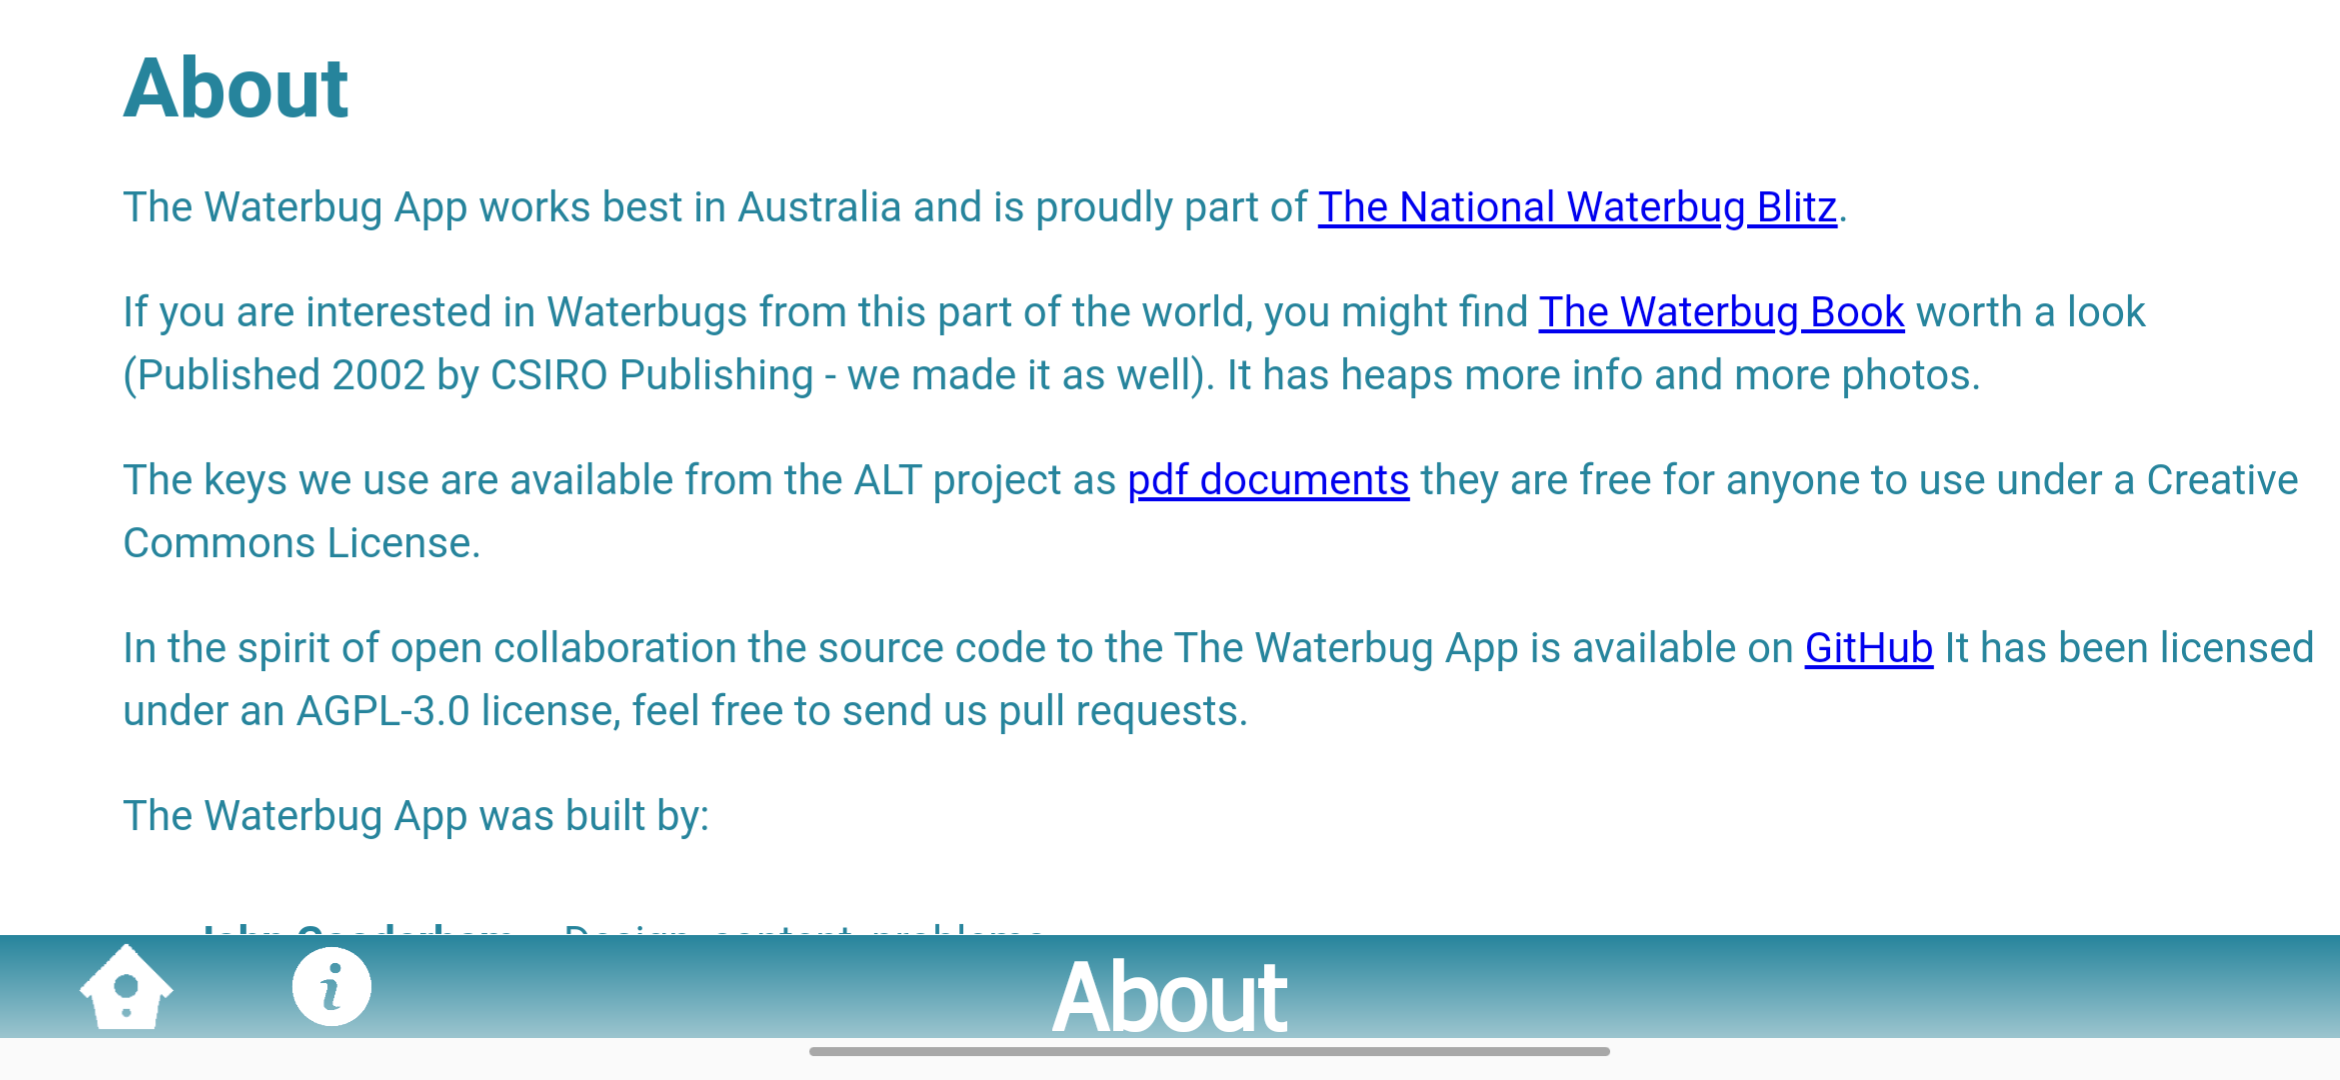 About
The Waterbug App works best in Australia and is proudly part of The National Waterbug Blitz.
If you are interested in Waterbugs from this part of the world, you might find The Waterbug Book worth a look
(Published 2002 by CSIRO Publishing - we made it as well). It has heaps more info and more photos.
The keys we use are available from the ALT project as pdf documents they are free for anyone to use under a Creative
Commons License.
In the spirit of open collaboration the source code to the The Waterbug App is available on GitHub It has been licensed
under an AGPL-3.0 license, feel free to send us pull requests.
The Waterbug App was built by:
John Gooderham Design, content, problems
About